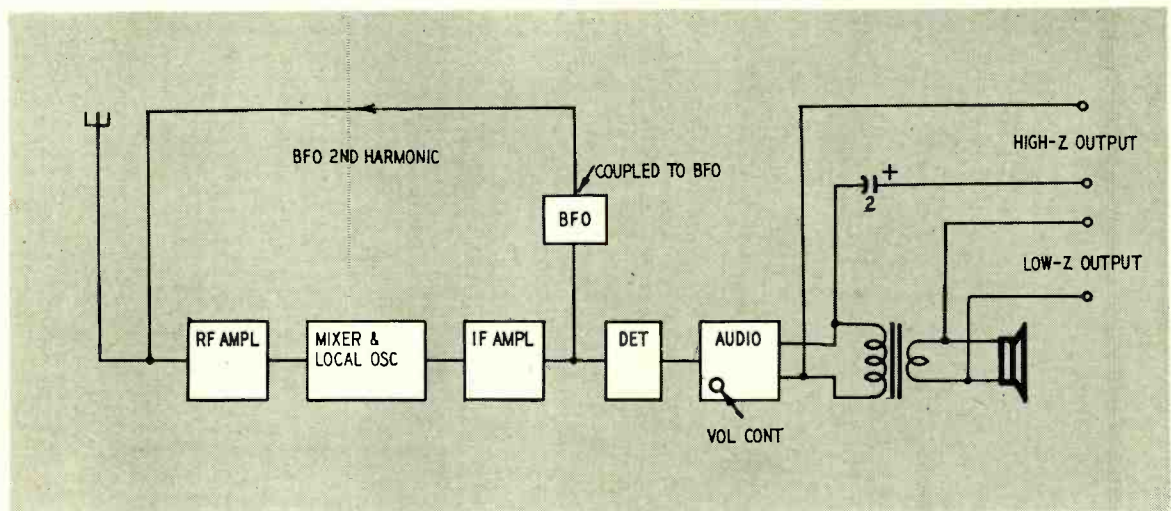 BFO 2ND HARMONIC
COUPLED TO BFO
BFO
HIGH-Z OUTPUT
+
2
LOW-Z OUTPUT
RF AMPL
MIXER &
LOCAL OSC
IF AMPL
DET
AUDIO
VOL CONT